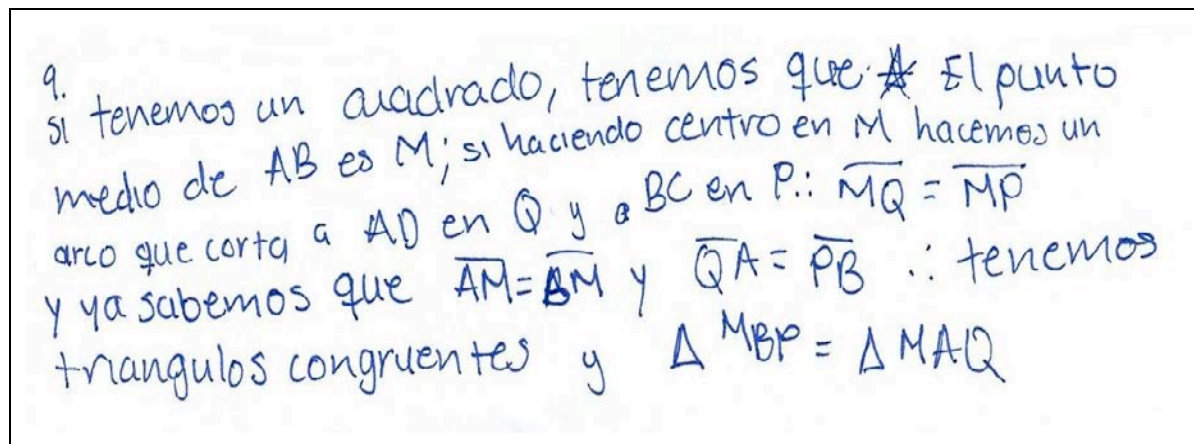 9.
si tenemos un cuadrado, tenemos que El punto
medio de AB es M; si haciendo centro en M hacemos un
arco que corta a AD en Q y a BC en P ∴ MQ = MP
y ya sabemos que AM = BM y QA = PB ∴ tenemos
triangulos congruentes y Δ MBP = Δ MAQ